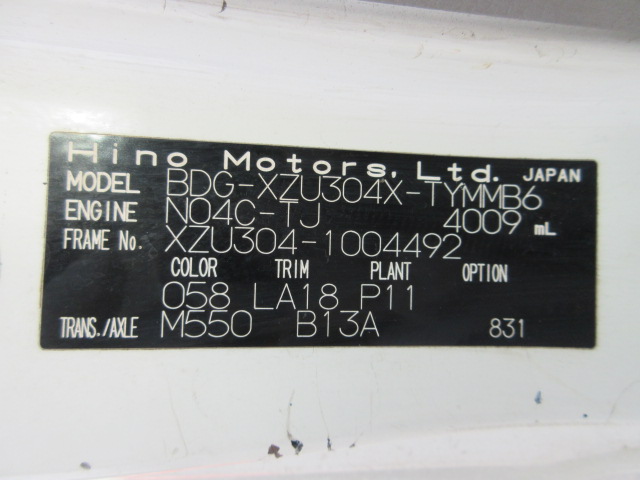 Hino Motors, Ltd. JAPAN
MODEL BDG-XZU304X-TYMMB6
ENGINE N04C-TJ 4009 mL
FRAME No. XZU304-1004492
COLOR TRIM PLANT OPTION
058 LA18 P11
TRANS./AXLE M550 B13A 831